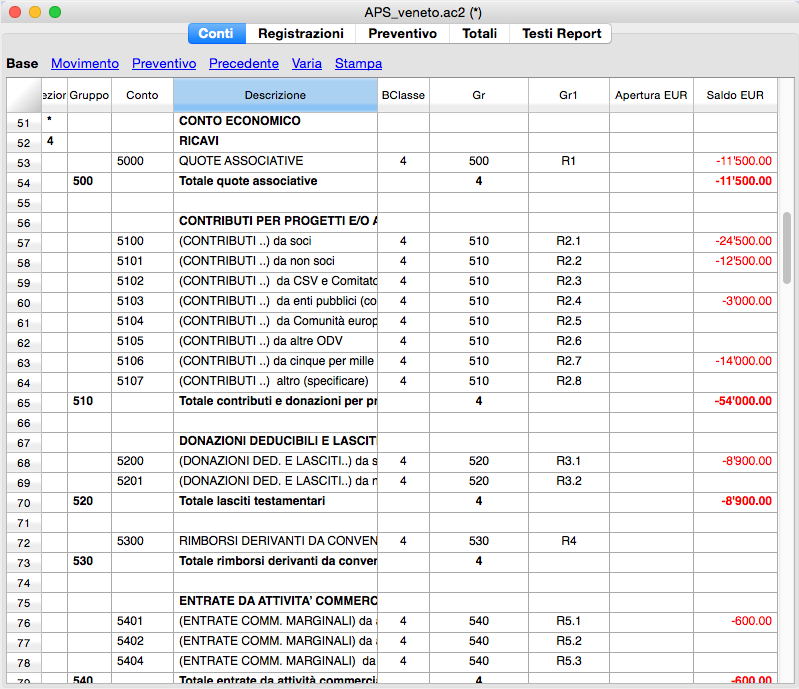 APS_veneto.ac2 (*)
Conti Registrazioni Preventivo Totali Testi Report
Base Movimento Preventivo Precedente Varia Stampa
ezior Gruppo Conto Descrizione BClasse Gr Gr1 Apertura EUR Saldo EUR
51 * CONTO ECONOMICO
52 4 RICAVI
53 5000 QUOTE ASSOCIATIVE 4 500 R1 -11'500.00
54 500 Totale quote associative 4 -11'500.00
55
56 CONTRIBUTI PER PROGETTI E/O A
57 5100 (CONTRIBUTI ..) da soci 4 510 R2.1 -24'500.00
58 5101 (CONTRIBUTI ..) da non soci 4 510 R2.2 -12'500.00
59 5102 (CONTRIBUTI ..) da CSV e Comitato 4 510 R2.3
60 5103 (CONTRIBUTI ..) da enti pubblici (co 4 510 R2.4 -3'000.00
61 5104 (CONTRIBUTI ..) da Comunità europ 4 510 R2.5
62 5105 (CONTRIBUTI ..) da altre ODV 4 510 R2.6
63 5106 (CONTRIBUTI ..) da cinque per mille 4 510 R2.7 -14'000.00
64 5107 (CONTRIBUTI ..) altro (specificare) 4 510 R2.8
65 510 Totale contributi e donazioni per pr 4 -54'000.00
66
67 DONAZIONI DEDUCIBILI E LASCITI
68 5200 (DONAZIONI DED. E LASCITI..) da s 4 520 R3.1 -8'900.00
69 5201 (DONAZIONI DED. E LASCITI..) da n 4 520 R3.2
70 520 Totale lasciti testamentari 4 -8'900.00
71
72 5300 RIMBORSI DERIVANTI DA CONVEN 4 530 R4
73 530 Totale rimborsi derivanti da conver 4
74
75 ENTRATE DA ATTIVITA' COMMERC
76 5401 (ENTRATE COMM. MARGINALI) da a 4 540 R5.1 -600.00
77 5402 (ENTRATE COMM. MARGINALI) da a 4 540 R5.2
78 5404 (ENTRATE COMM. MARGINALI) da 4 540 R5.3
79 540 Totale entrate da attività commercia 4 -600.00